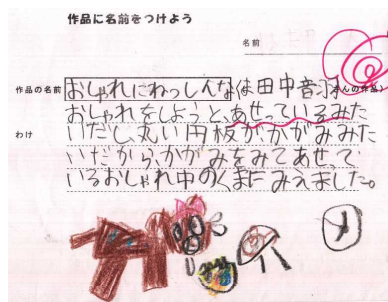 作品に名前をつけよう
名前
作品の名前 おしゃれにねっしんな(休田中音羽さんの作品)
おしゃれをしようと、あせっているみた
わけ いだし、丸い円板がかがみみた
いだから、かがみをみてあせって
いるおしゃれ中のくまにみえました。